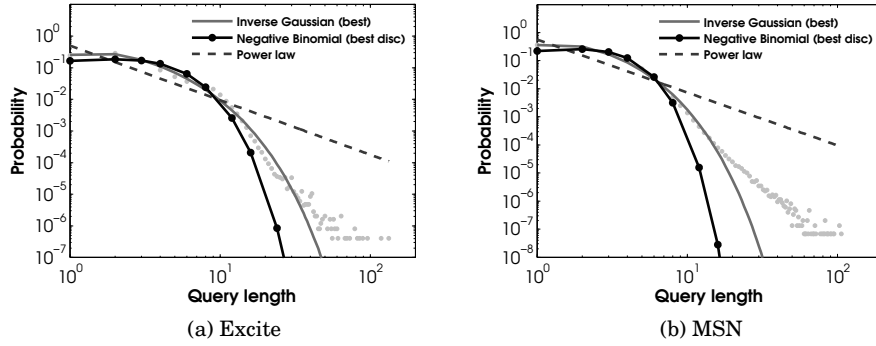 Inverse Gaussian (best)
Negative Binomial (best disc)
Power law
Probability
10^0
10^-1
10^-2
10^-3
10^-4
10^-5
10^-6
10^-7
10^0
10^1
10^2
Query length
(a) Excite
Inverse Gaussian (best)
Negative Binomial (best disc)
Power law
Probability
10^0
10^-1
10^-2
10^-3
10^-4
10^-5
10^-6
10^-7
10^-8
10^0
10^1
10^2
Query length
(b) MSN